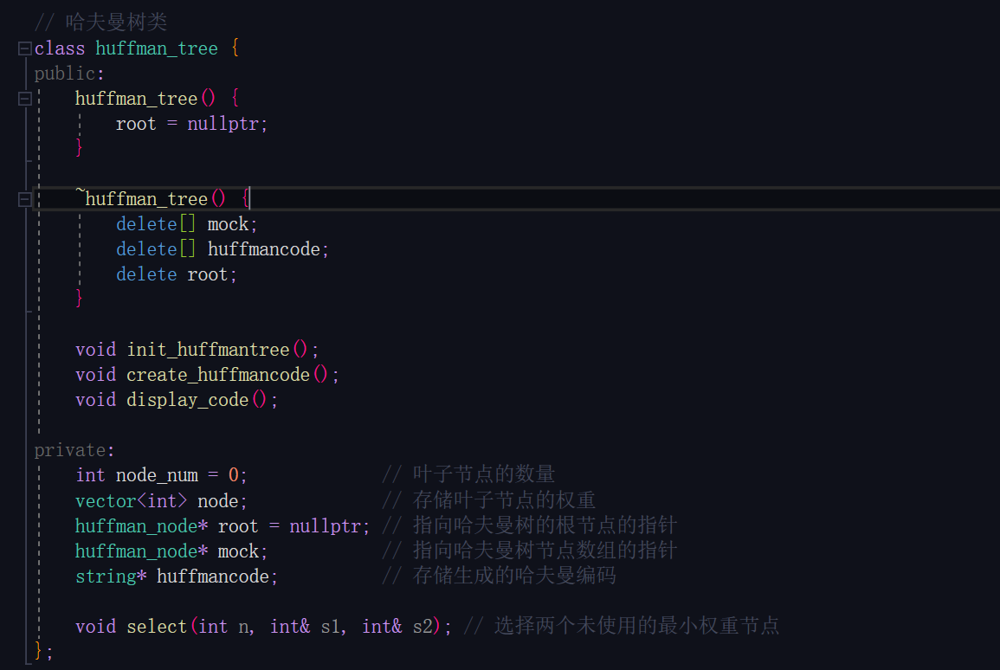 // 哈夫曼树类
class huffman_tree {
public:
    huffman_tree() {
        root = nullptr;
    }
    ~huffman_tree() {
        delete[] mock;
        delete[] huffmancode;
        delete root;
    }
    void init_huffmantree();
    void create_huffmancode();
    void display_code();
private:
    int node_num = 0;             // 叶子节点的数量
    vector<int> node;             // 存储叶子节点的权重
    huffman_node* root = nullptr; // 指向哈夫曼树的根节点的指针
    huffman_node* mock;           // 指向哈夫曼树节点数组的指针
    string* huffmancode;          // 存储生成的哈夫曼编码
    void select(int n, int& s1, int& s2); // 选择两个未使用的最小权重节点
};